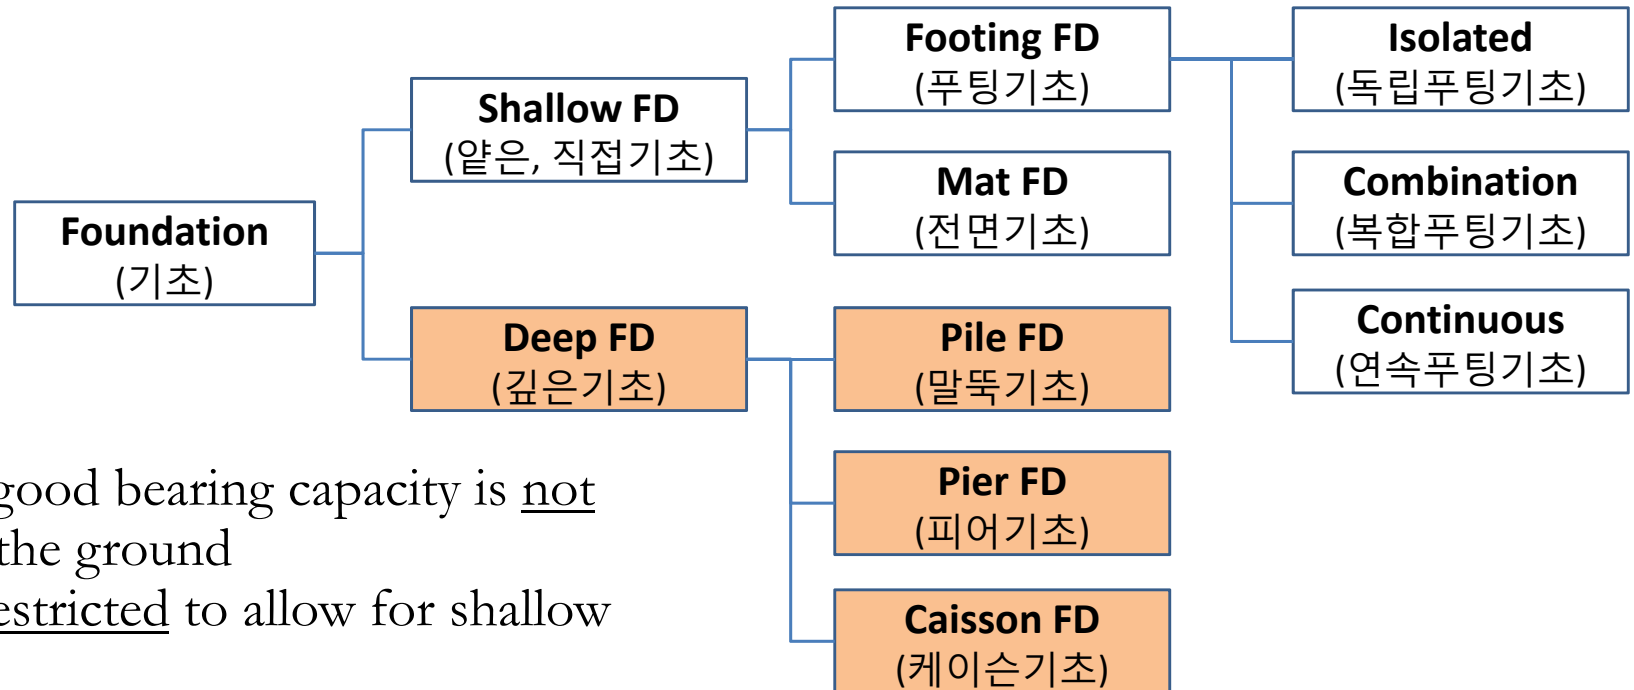 Foundation
(기초)
Shallow FD
(얕은, 직접기초)
Deep FD
(깊은기초)
Footing FD
(푸팅기초)
Mat FD
(전면기초)
Pile FD
(말뚝기초)
Pier FD
(피어기초)
Caisson FD
(케이슨기초)
Isolated
(독립푸팅기초)
Combination
(복합푸팅기초)
Continuous
(연속푸팅기초)
good bearing capacity is not
the ground
estricted to allow for shallow